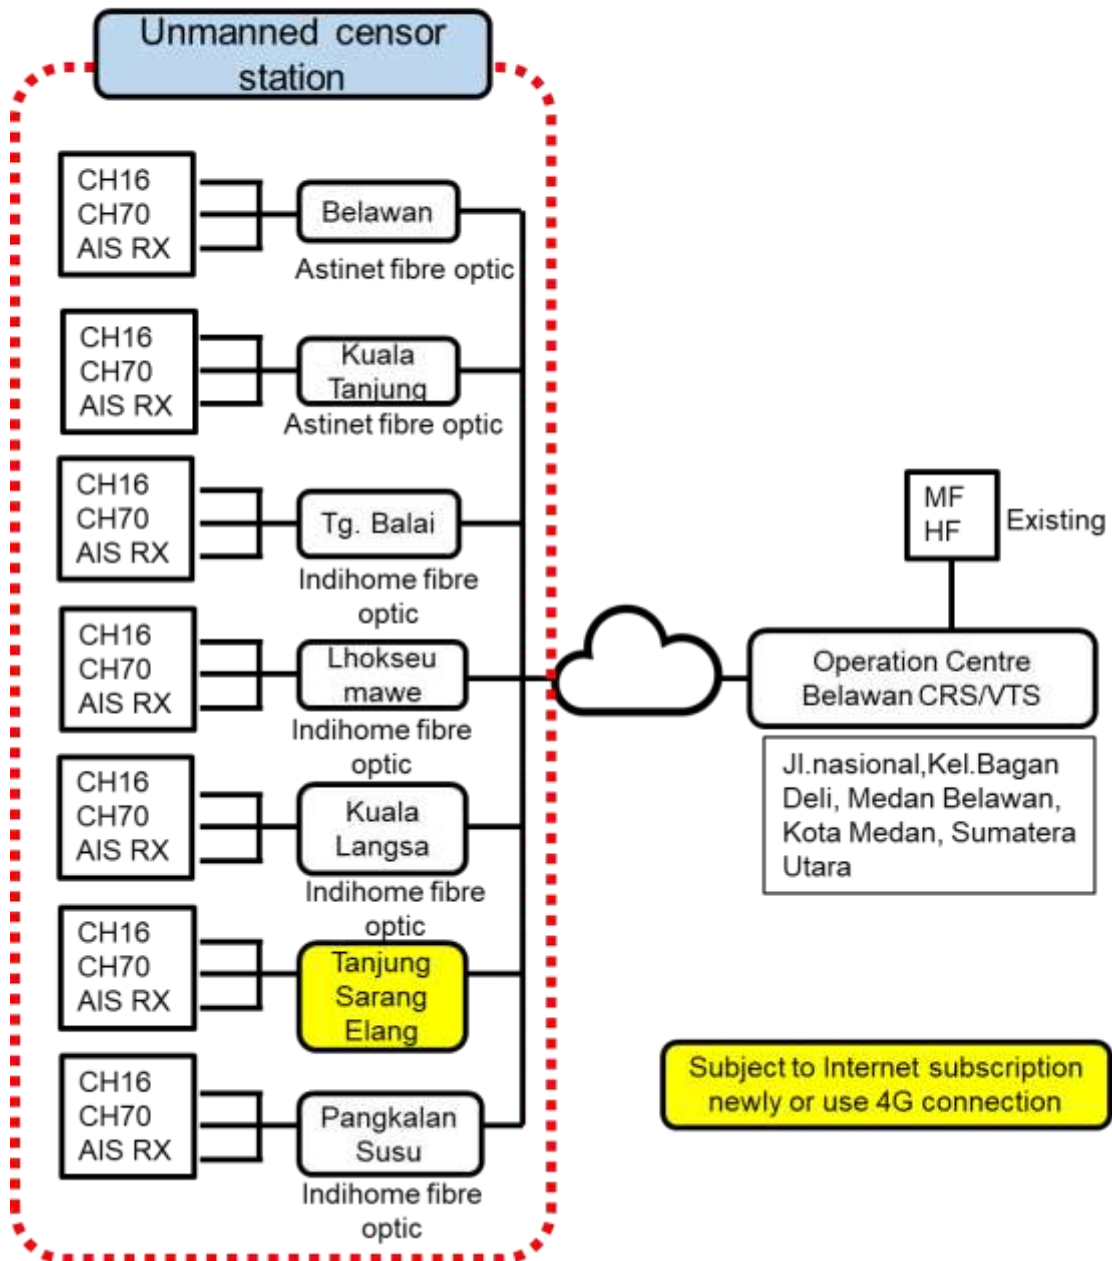 Unmanned censor
station
CH16
CH70
AIS RX
Belawan
Astinet fibre optic
CH16
CH70
AIS RX
Kuala
Tanjung
Astinet fibre optic
CH16
CH70
AIS RX
Tg. Balai
Indihome fibre
optic
CH16
CH70
AIS RX
Lhokseu
mawe
Indihome fibre
optic
CH16
CH70
AIS RX
Kuala
Langsa
Indihome fibre
optic
CH16
CH70
AIS RX
Tanjung
Sarang
Elang
CH16
CH70
AIS RX
Pangkalan
Susu
Indihome fibre
optic
MF
HF
Existing
Operation Centre
Belawan CRS/VTS
Jl.nasional,Kel.Bagan
Deli, Medan Belawan,
Kota Medan, Sumatera
Utara
Subject to Internet subscription
newly or use 4G connection